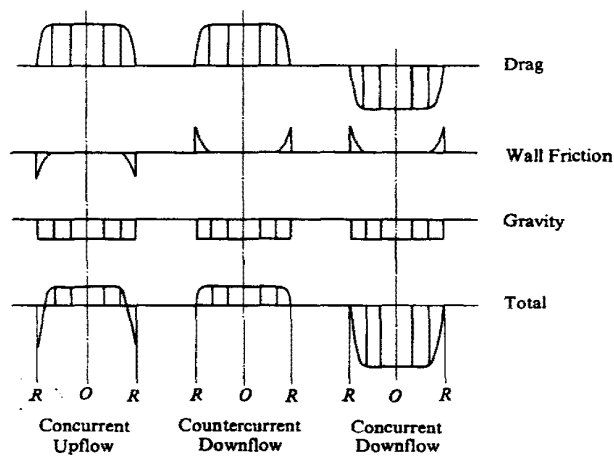 Drag
Wall Friction
Gravity
Total
R O R R O R R O R
Concurrent Upflow
Countercurrent Downflow
Concurrent Downflow